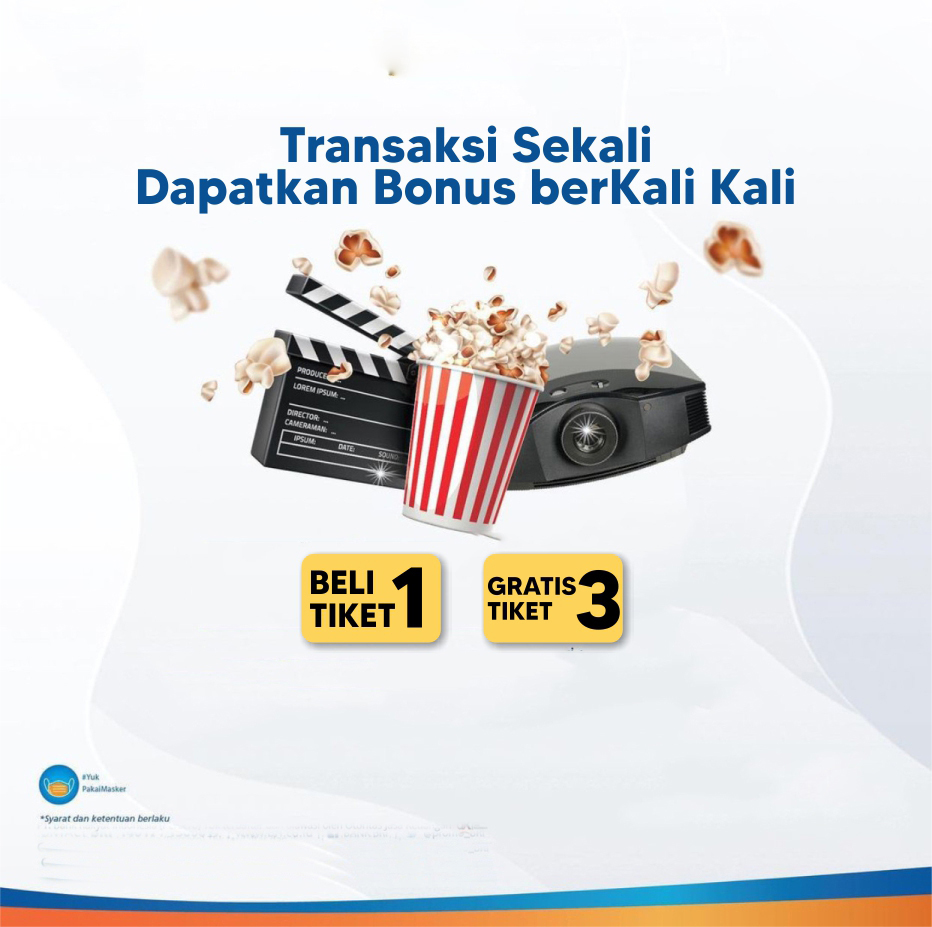 Transaksi Sekali
Dapatkan Bonus berKali Kali
PRODUCE
LOREM IPSUM: ...
DIRECTOR: ...
CAMERAMAN: ...
IPSUM: DATE: SOUND
BELI
TIKET 1
GRATIS
TIKET 3
#Yuk
PakaiMasker
*Syarat dan ketentuan berlaku